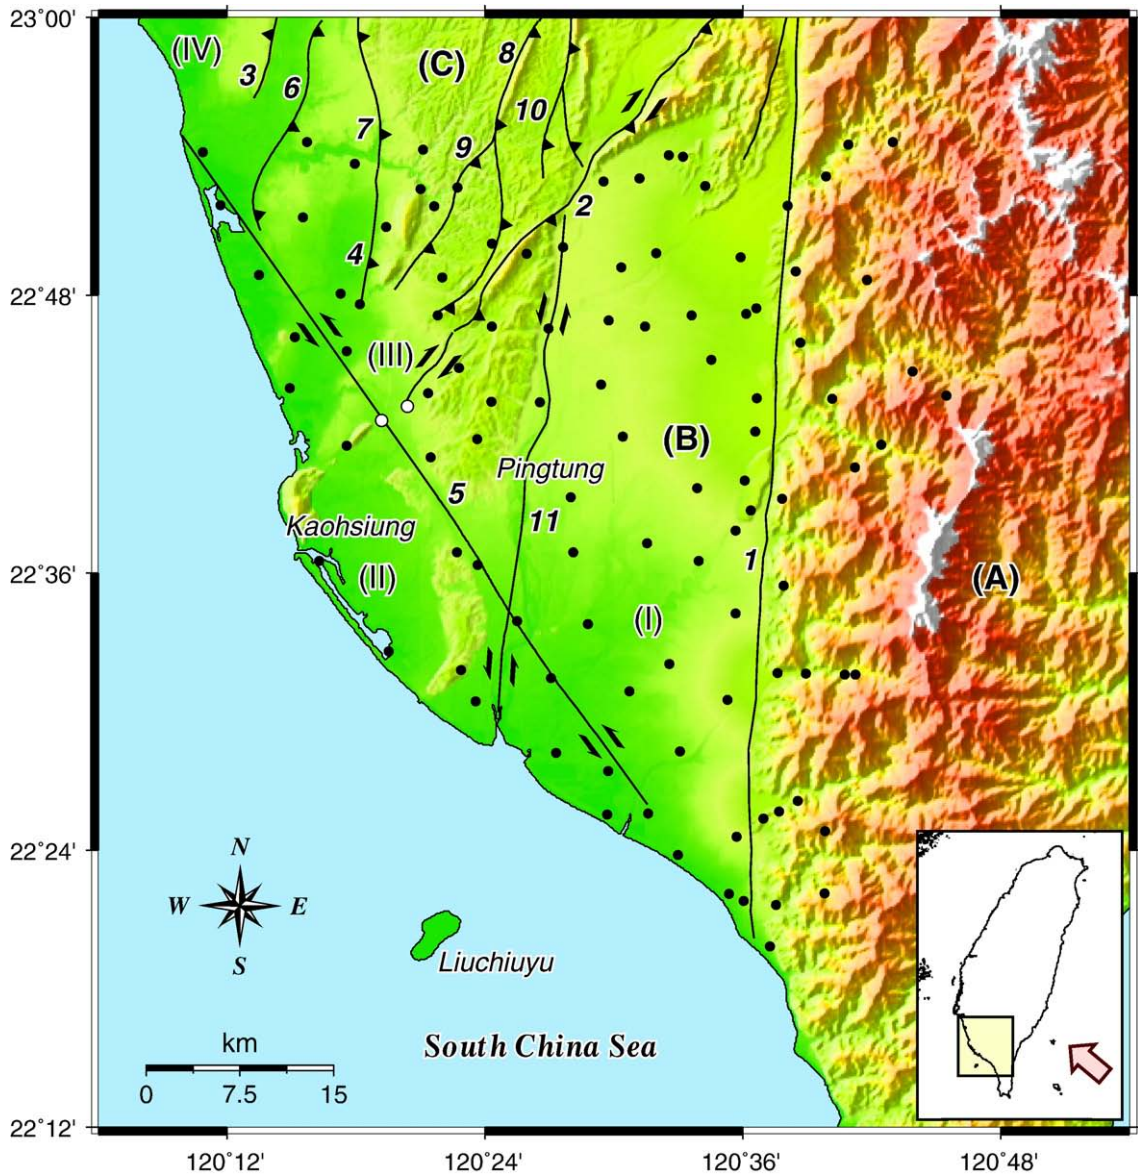 23°00'
(IV)
3
6
(C)
8
7
10
9
2
4
22°48'
(III)
(B)
Pingtung
5
11
Kaohsiung
1
22°36'
(II)
(A)
(I)
22°24'
N
W
E
S
Liuchiuyu
km
South China Sea
0
7.5
15
22°12'
120°12'
120°24'
120°36'
120°48'